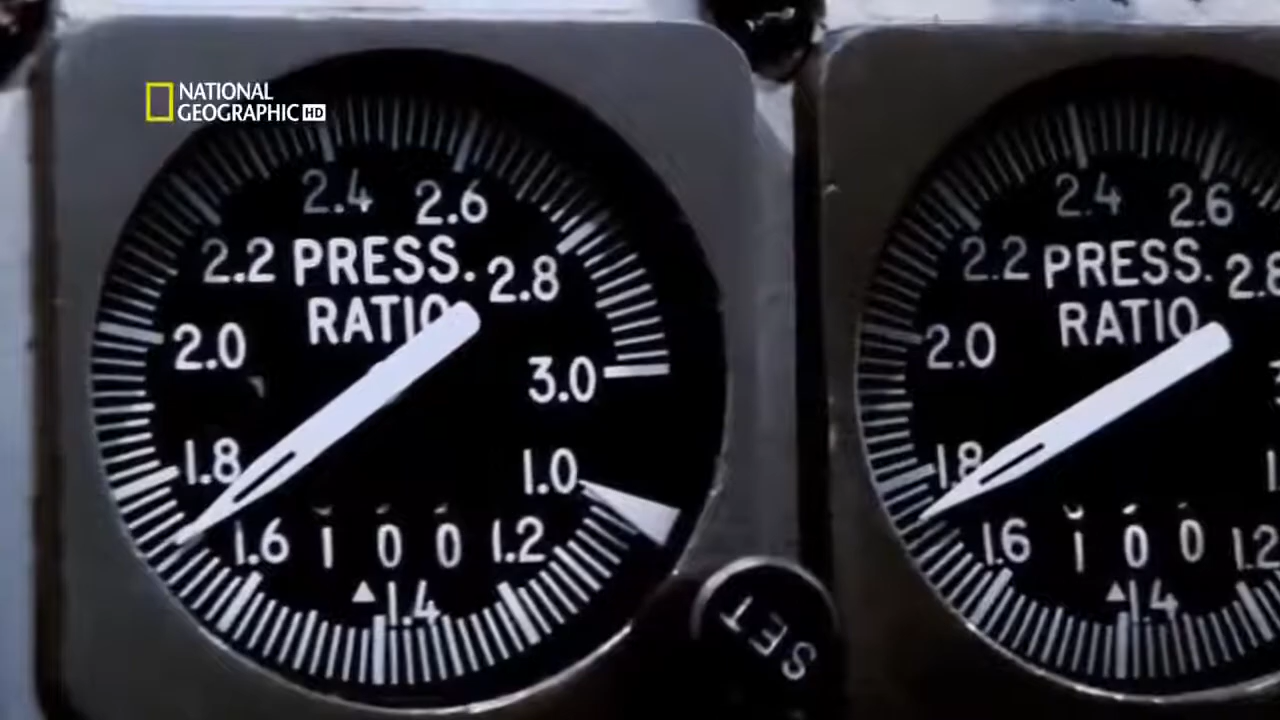 NATIONAL
GEOGRAPHIC HD
2.4 2.6
2.2 PRESS. 2.8
RATIO
2.0
3.0
1.8
1.0
1.6 1 0 0 1.2
1.4
SET
2.4 2.6
2.2 PRESS. 2.8
RATIO
2.0
1.8
1.6 1 0 0 1.2
1.4